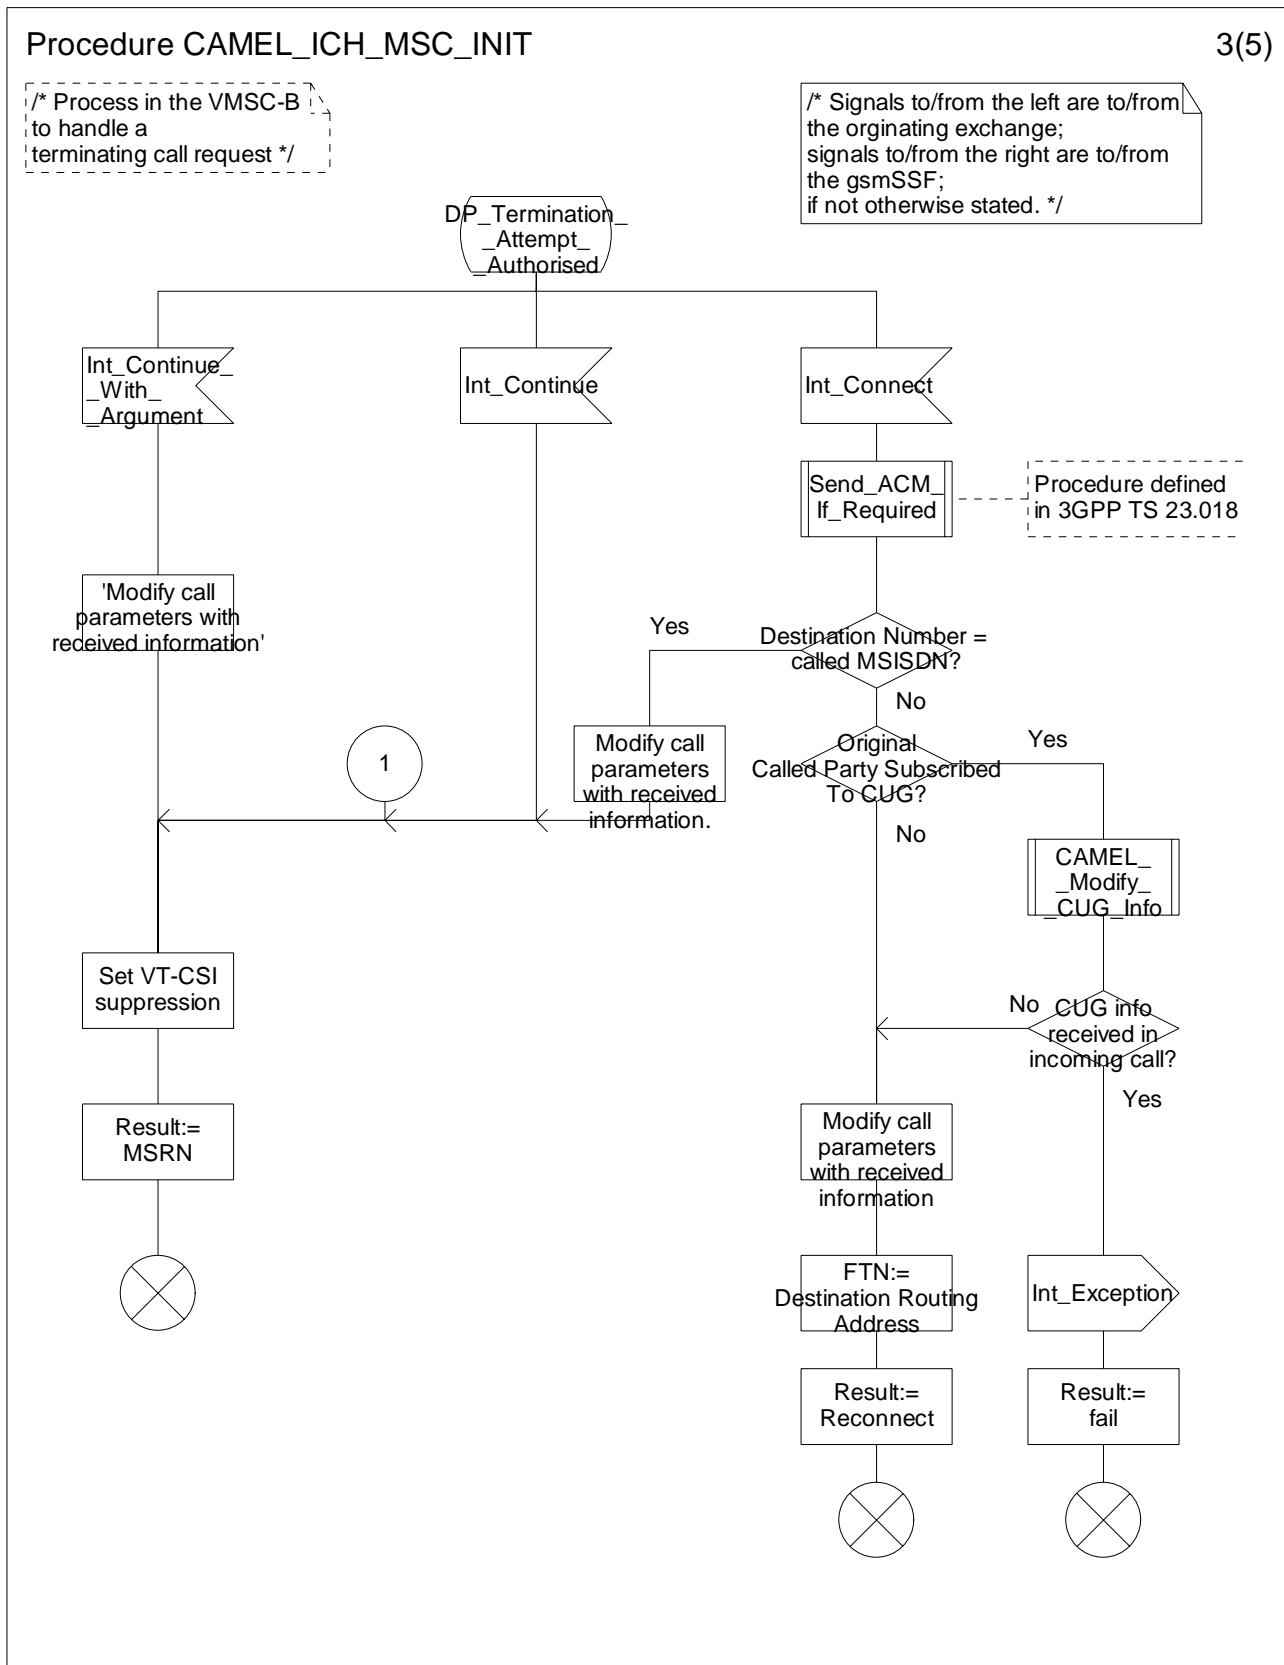 Procedure CAMEL_ICH_MSC_INIT
3(5)
/* Process in the VMSC-B
to handle a
terminating call request */
/* Signals to/from the left are to/from
the orginating exchange;
signals to/from the right are to/from
the gsmSSF;
if not otherwise stated. */
DP_Termination_
_Attempt_
_Authorised
Int_Continue_
_With_
_Argument
Int_Continue
Int_Connect
Send_ACM_
If_Required
Procedure defined
in 3GPP TS 23.018
'Modify call
parameters with
received information'
Yes
Destination Number =
called MSISDN?
No
1
Modify call
parameters
with received
information.
Original
Called Party Subscribed
To CUG?
Yes
No
CAMEL_
_Modify_
_CUG_Info
Set VT-CSI
suppression
No
CUG info
received in
incoming call?
Yes
Result:=
MSRN
Modify call
parameters
with received
information
FTN:=
Destination Routing
Address
Int_Exception
Result:=
Reconnect
Result:=
fail